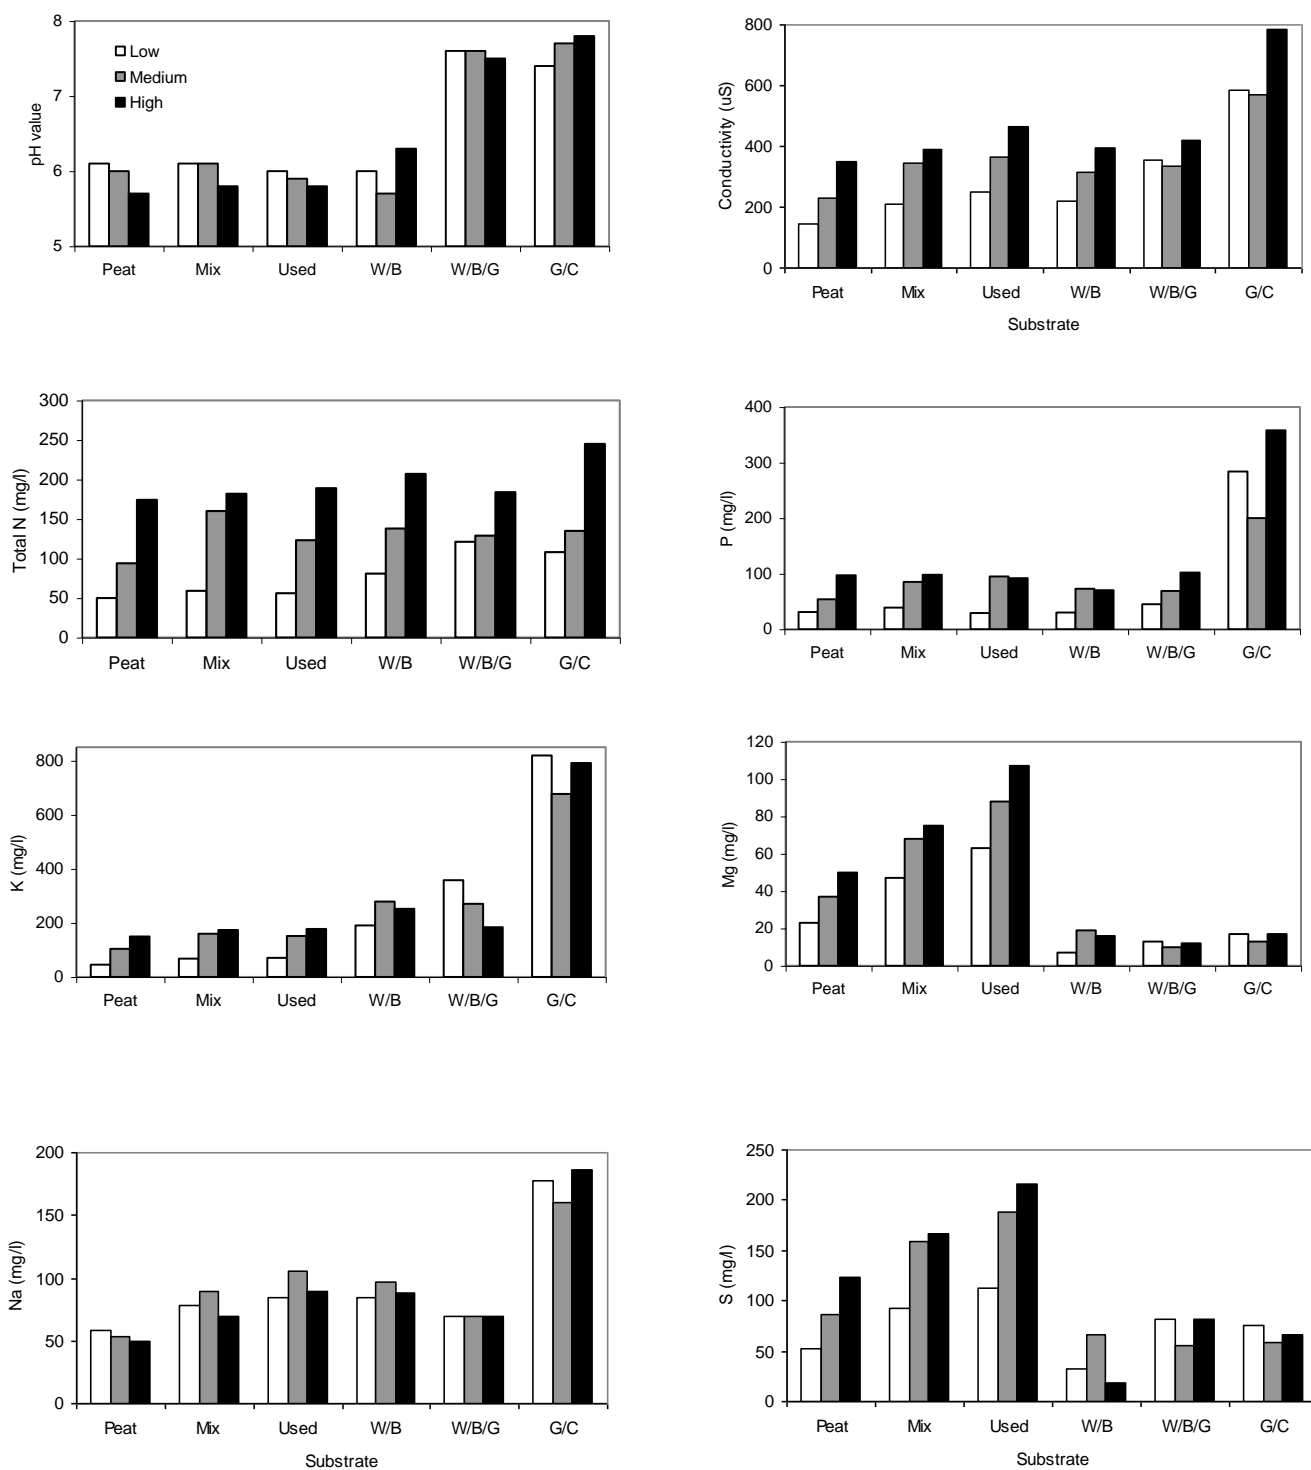 8
7
6
5
pH value
Low
Medium
High
Peat Mix Used W/B W/B/G G/C
800
600
400
200
0
Conductivity (uS)
Peat Mix Used W/B W/B/G G/C
Substrate
300
250
200
150
100
50
0
Total N (mg/l)
Peat Mix Used W/B W/B/G G/C
400
300
200
100
0
P (mg/l)
Peat Mix Used W/B W/B/G G/C
800
600
400
200
0
K (mg/l)
Peat Mix Used W/B W/B/G G/C
120
100
80
60
40
20
0
Mg (mg/l)
Peat Mix Used W/B W/B/G G/C
200
150
100
50
0
Na (mg/l)
Peat Mix Used W/B W/B/G G/C
Substrate
250
200
150
100
50
0
S (mg/l)
Peat Mix Used W/B W/B/G G/C
Substrate